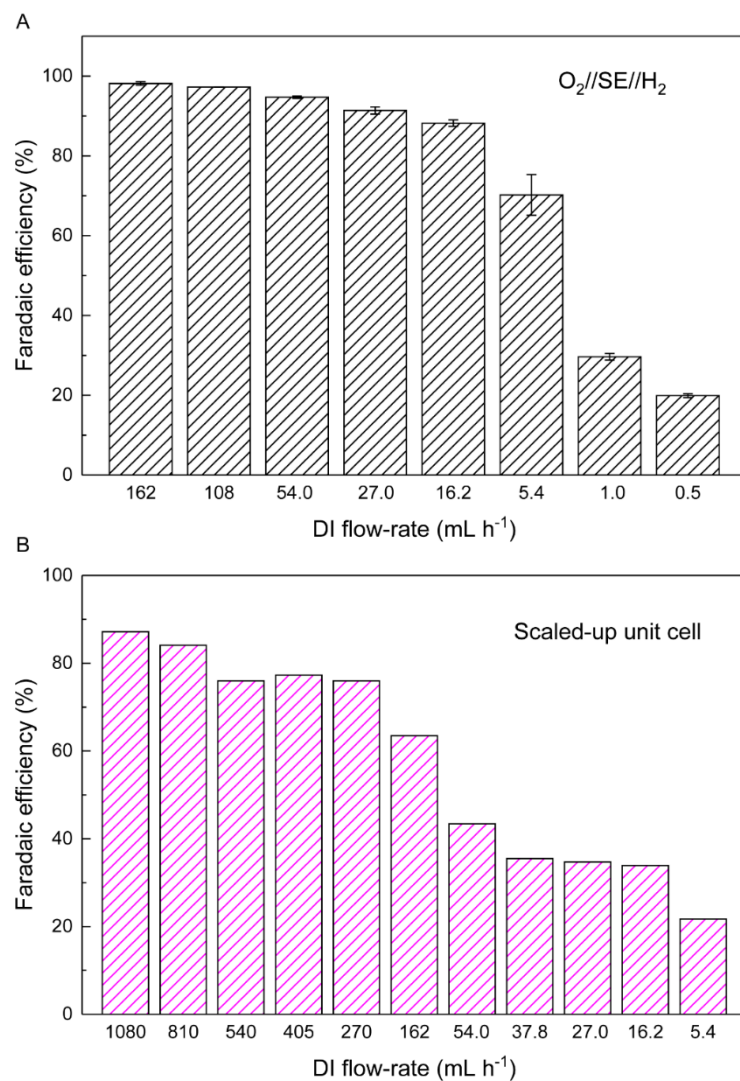 A
O₂//SE//H₂
Faradaic efficiency (%)
100
80
60
40
20
0
162 108 54.0 27.0 16.2 5.4 1.0 0.5
DI flow-rate (mL h⁻¹)
B
Scaled-up unit cell
Faradaic efficiency (%)
100
80
60
40
20
0
1080 810 540 405 270 162 54.0 37.8 27.0 16.2 5.4
DI flow-rate (mL h⁻¹)